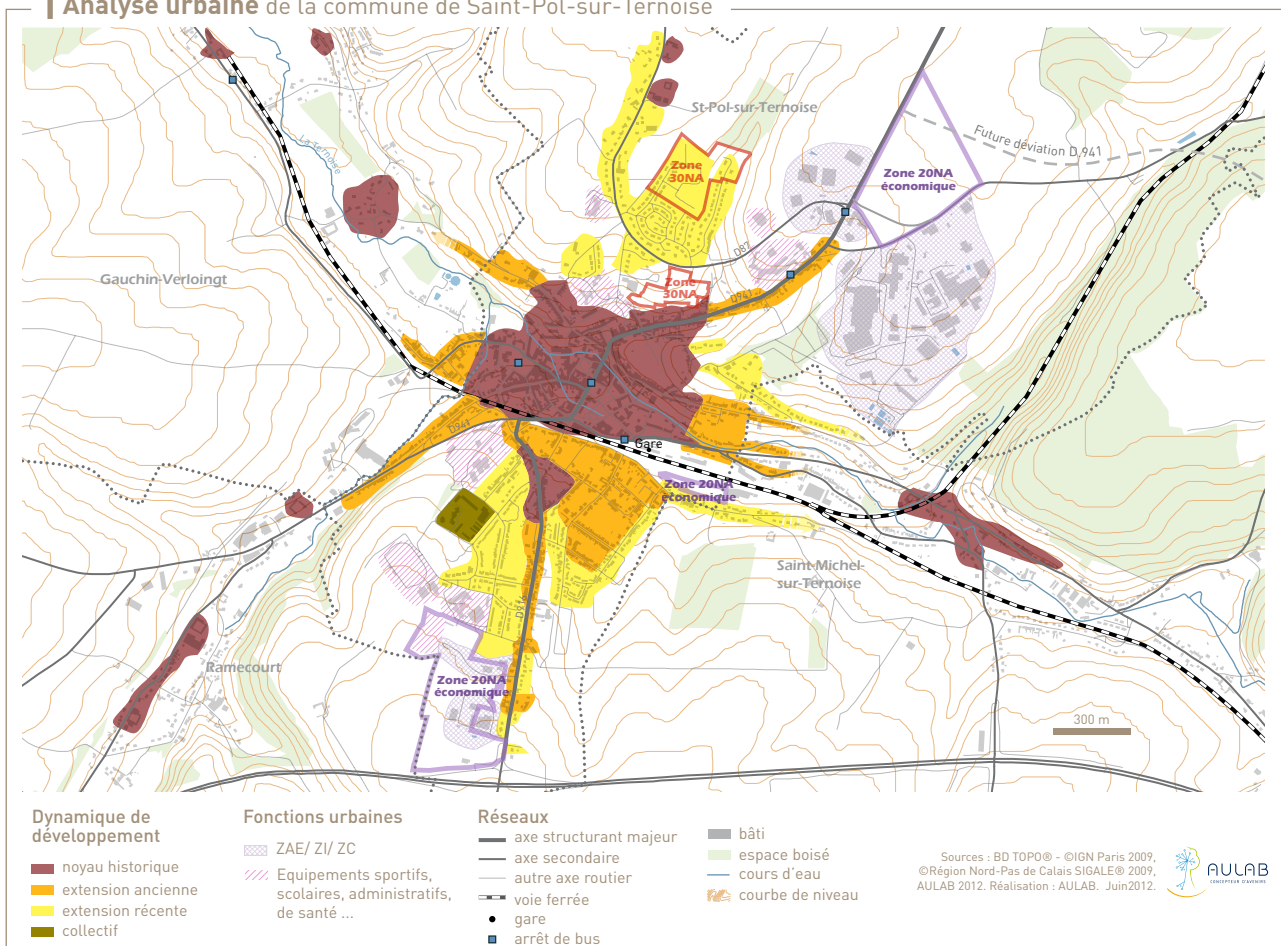 Analyse urbaine de la commune de Saint-Pol-sur-Ternoise
St-Pol-sur-Ternoise
La Ternoise
Future déviation D.941
Zone
30NA
Zone 20NA
économique
D87
Gauchin-Verloingt
Zone
30NA
D941
D941
Gare
Zone 20NA
économique
Saint-Michel-
sur-Ternoise
Ramecourt
Zone 20NA
économique
300 m
Dynamique de
développement
noyau historique
extension ancienne
extension récente
collectif
Fonctions urbaines
ZAE/ ZI/ ZC
Equipements sportifs,
scolaires, administratifs,
de santé ...
Réseaux
axe structurant majeur
axe secondaire
autre axe routier
voie ferrée
gare
arrêt de bus
bâti
espace boisé
cours d'eau
courbe de niveau
Sources : BD TOPO® - ©IGN Paris 2009,
©Région Nord-Pas de Calais SIGALE® 2009,
AULAB 2012. Réalisation : AULAB. Juin2012.
AULAB
CONCEPTEUR D'AVENIRS